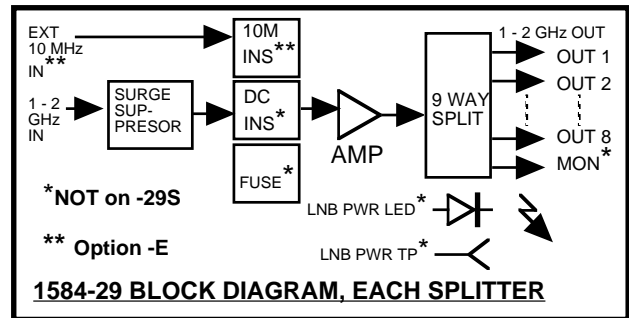 EXT
10 MHz
IN**
10M
INS**
1 - 2 GHz OUT
OUT 1
1 - 2
GHz
IN
SURGE
SUP-
PRESOR
DC
INS*
AMP
9 WAY
SPLIT
OUT 2
OUT 8
MON*
FUSE*
*NOT on -29S
LNB PWR LED*
** Option -E
LNB PWR TP*
1584-29 BLOCK DIAGRAM, EACH SPLITTER